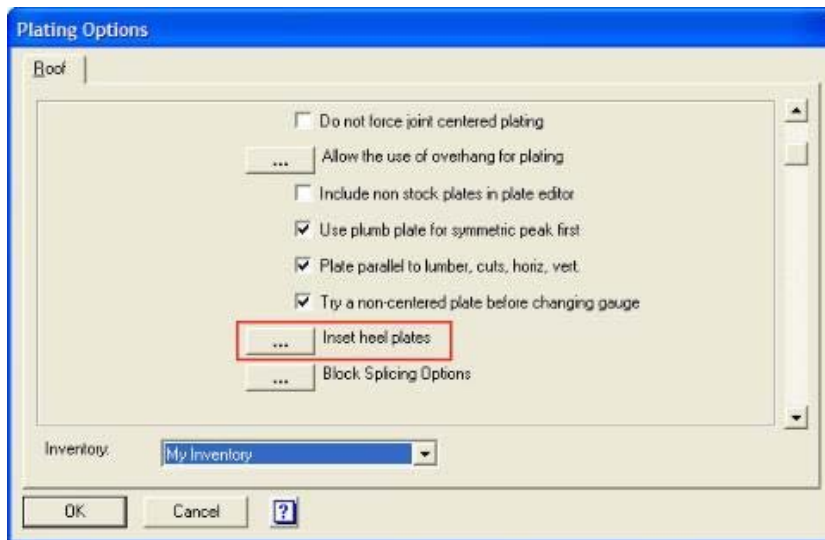 Plating Options
Roof
Do not force joint centered plating
... Allow the use of overhang for plating
Include non stock plates in plate editor
Use plumb plate for symmetric peak first
Plate parallel to lumber, cuts, horiz, vert.
Try a non-centered plate before changing gauge
... Inset heel plates
... Block Splicing Options
Inventory: My Inventory
OK Cancel ?